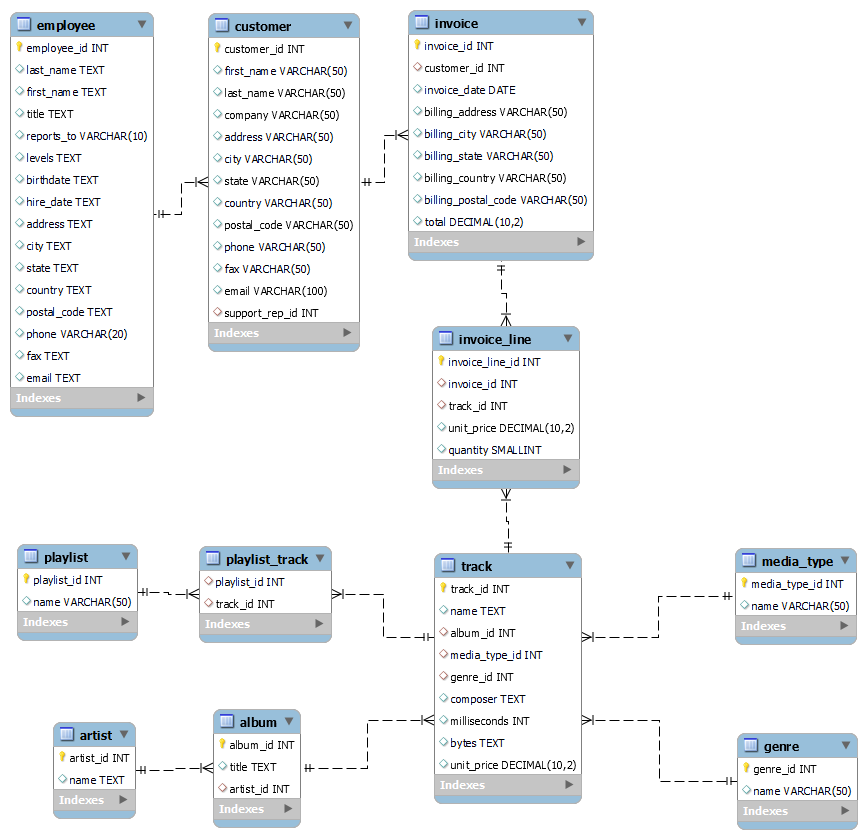 employee
employee_id INT
last_name TEXT
first_name TEXT
title TEXT
reports_to VARCHAR(10)
levels TEXT
birthdate TEXT
hire_date TEXT
address TEXT
city TEXT
state TEXT
country TEXT
postal_code TEXT
phone VARCHAR(20)
fax TEXT
email TEXT
Indexes
customer
customer_id INT
first_name VARCHAR(50)
last_name VARCHAR(50)
company VARCHAR(50)
address VARCHAR(50)
city VARCHAR(50)
state VARCHAR(50)
country VARCHAR(50)
postal_code VARCHAR(50)
phone VARCHAR(50)
fax VARCHAR(50)
email VARCHAR(100)
support_rep_id INT
Indexes
invoice
invoice_id INT
customer_id INT
invoice_date DATE
billing_address VARCHAR(50)
billing_city VARCHAR(50)
billing_state VARCHAR(50)
billing_country VARCHAR(50)
billing_postal_code VARCHAR(50)
total DECIMAL(10,2)
Indexes
invoice_line
invoice_line_id INT
invoice_id INT
track_id INT
unit_price DECIMAL(10,2)
quantity SMALLINT
Indexes
playlist
playlist_id INT
name VARCHAR(50)
Indexes
playlist_track
playlist_id INT
track_id INT
Indexes
track
track_id INT
name TEXT
album_id INT
media_type_id INT
genre_id INT
composer TEXT
milliseconds INT
bytes TEXT
unit_price DECIMAL(10,2)
Indexes
media_type
media_type_id INT
name VARCHAR(50)
Indexes
artist
artist_id INT
name TEXT
Indexes
album
album_id INT
title TEXT
artist_id INT
Indexes
genre
genre_id INT
name VARCHAR(50)
Indexes